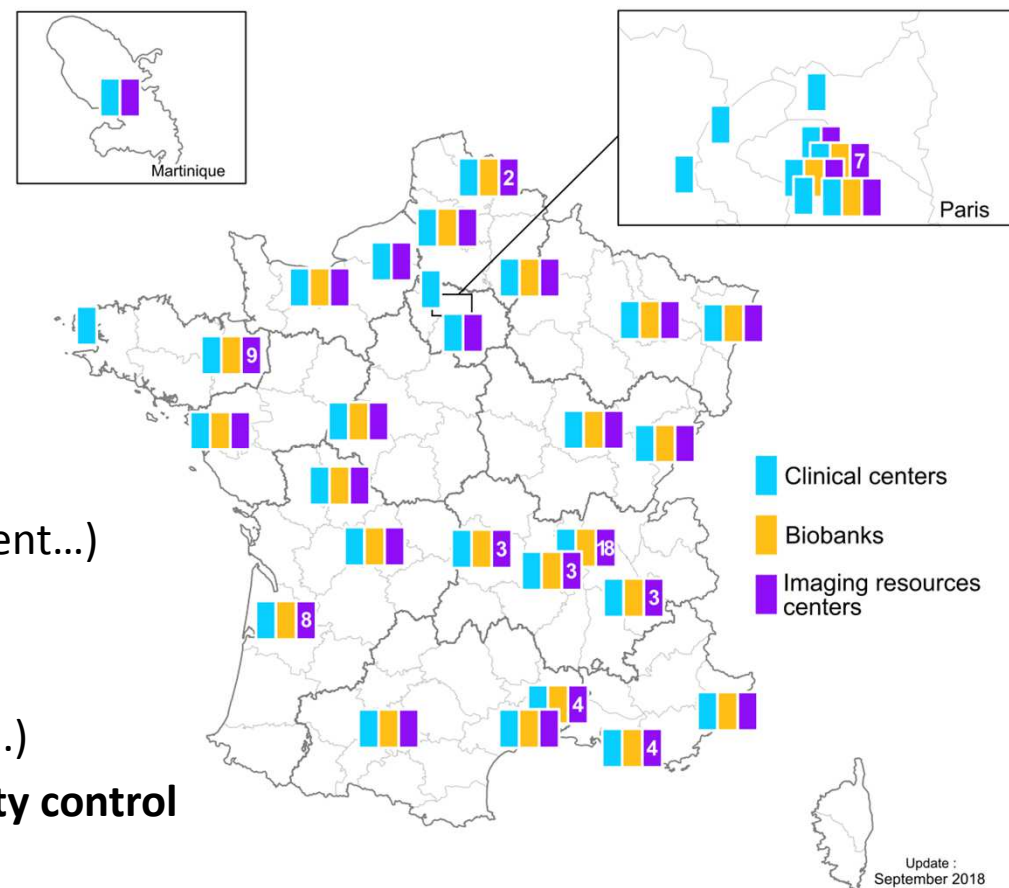 Martinique
7
Paris
2
9
Clinical centers
Biobanks
Imaging resources
centers
ent...)
3
18
3
3
8
4
.)
4
ty control
Update :
September 2018